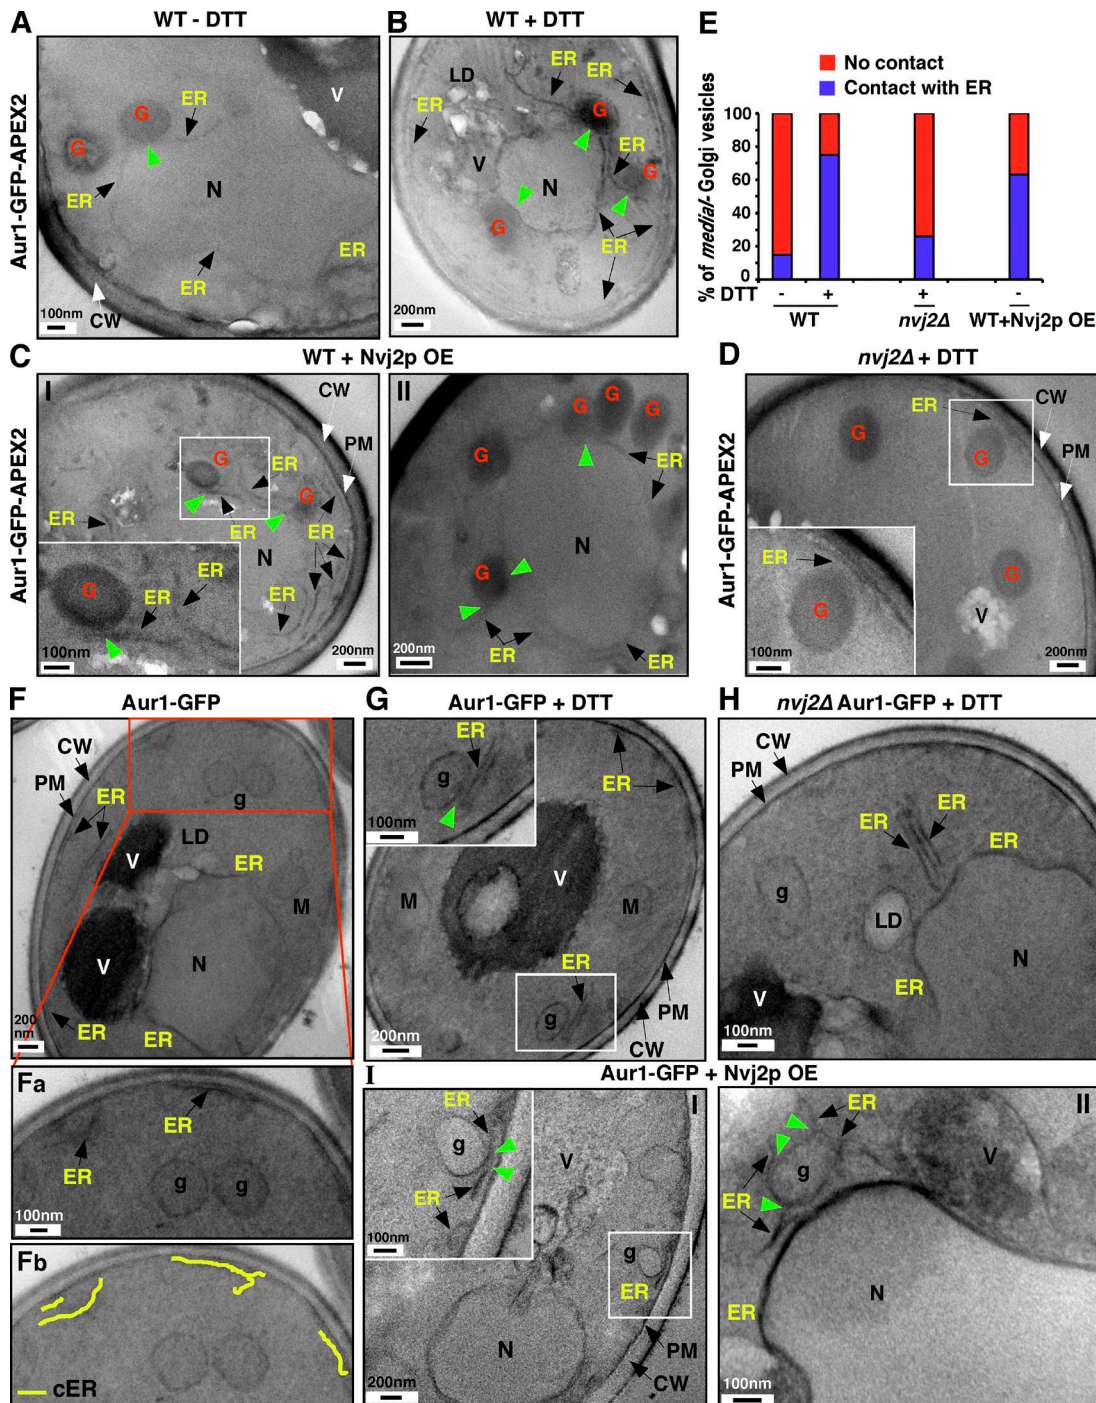 A WT - DTT
B WT + DTT
E
Aur1-GFP-APEX2
ER
G
G
V
ER
N
ER
ER
100nm
CW
LD
ER
ER
ER
G
V
ER
N
G
G
ER
200nm
No contact
Contact with ER
% of medial- Golgi vesicles
100
80
60
40
20
0
DTT - + + -
WT nvj2Δ WT+Nvj2p OE
C WT + Nvj2p OE
D nvj2Δ + DTT
Aur1-GFP-APEX2
I
CW
PM
G
ER
G
ER
ER
ER
N
ER
G
ER
ER
100nm
200nm
II
G
G
G
G
ER
N
G
ER
ER
200nm
Aur1-GFP-APEX2
ER
CW
G
G
PM
ER
G
G
V
100nm
200nm
F Aur1-GFP
G Aur1-GFP + DTT
H nvj2Δ Aur1-GFP + DTT
CW
PM
ER
g
LD
V
ER
M
V
N
ER
ER
200
nm
ER
g
ER
100nm
V
M
M
ER
g
PM
CW
200nm
CW
PM
ER
ER
ER
g
LD
N
V
ER
100nm
Fa
ER
ER
g
g
100nm
Fb
cER
I Aur1-GFP + Nvj2p OE
I
ER
g
V
ER
100nm
g
ER
N
PM
CW
200nm
II
ER
V
g
ER
N
ER
100nm